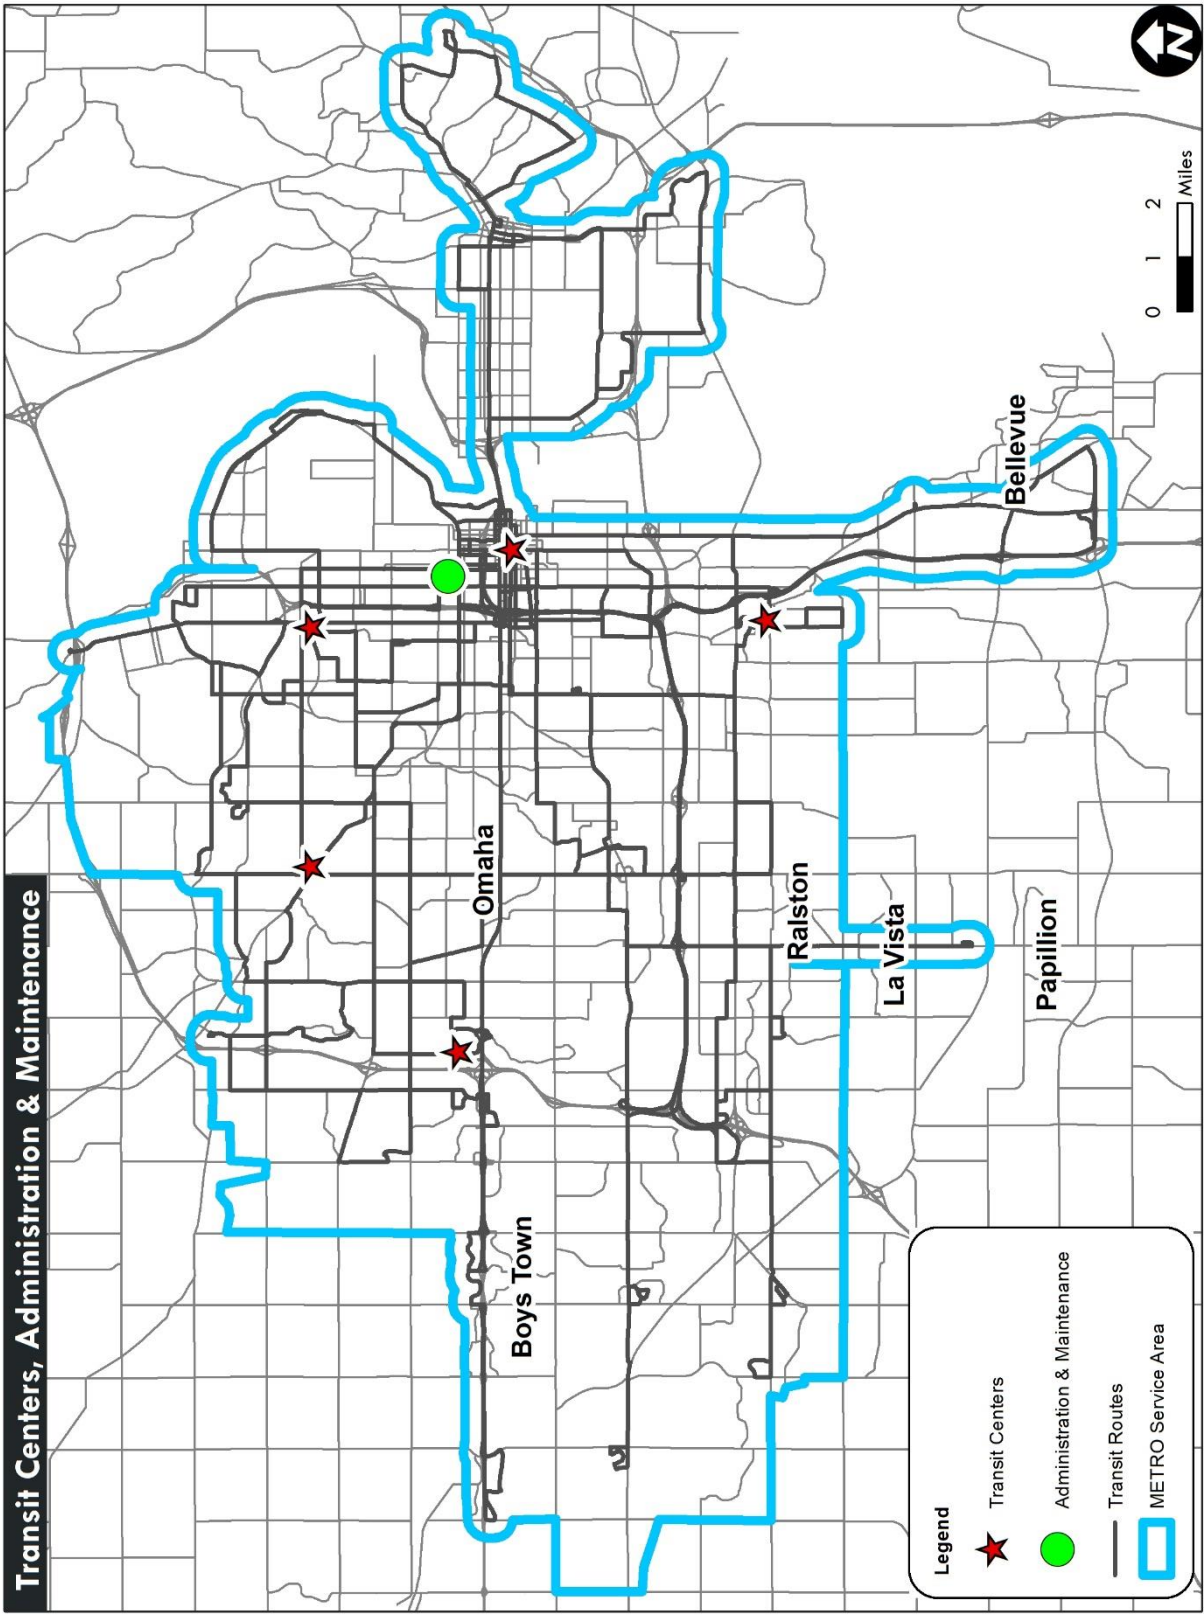 Transit Centers, Administration & Maintenance
N
Omaha
Boys Town
Ralston
La Vista
Papillion
Bellevue
Legend
Transit Centers
Administration & Maintenance
Transit Routes
METRO Service Area
0 1 2
Miles